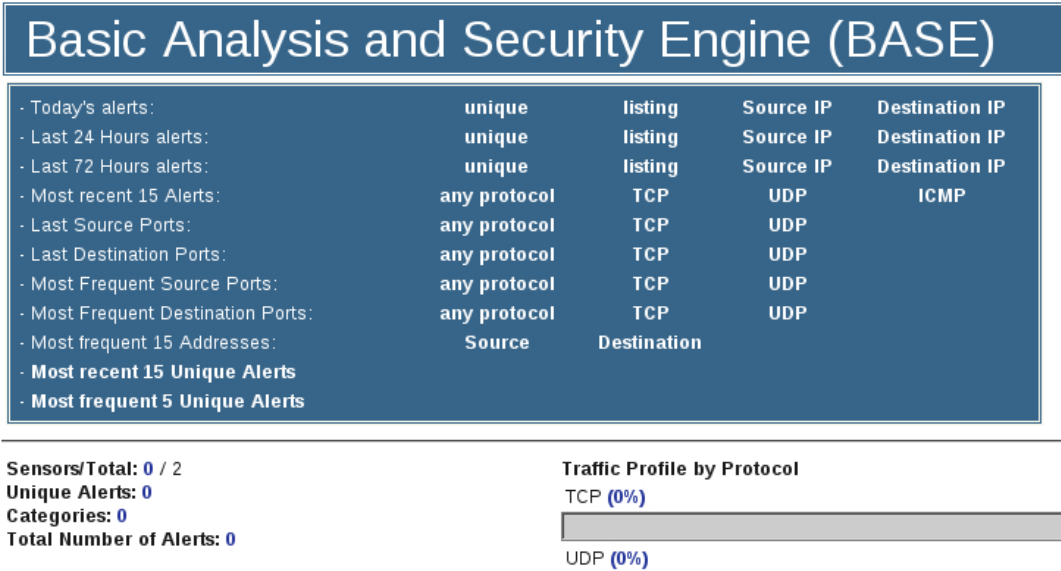 Basic Analysis and Security Engine (BASE)
· Today's alerts: unique listing Source IP Destination IP
· Last 24 Hours alerts: unique listing Source IP Destination IP
· Last 72 Hours alerts: unique listing Source IP Destination IP
· Most recent 15 Alerts: any protocol TCP UDP ICMP
· Last Source Ports: any protocol TCP UDP
· Last Destination Ports: any protocol TCP UDP
· Most Frequent Source Ports: any protocol TCP UDP
· Most Frequent Destination Ports: any protocol TCP UDP
· Most frequent 15 Addresses: Source Destination
· Most recent 15 Unique Alerts
· Most frequent 5 Unique Alerts
Sensors/Total: 0 / 2
Unique Alerts: 0
Categories: 0
Total Number of Alerts: 0
Traffic Profile by Protocol
TCP (0%)
UDP (0%)